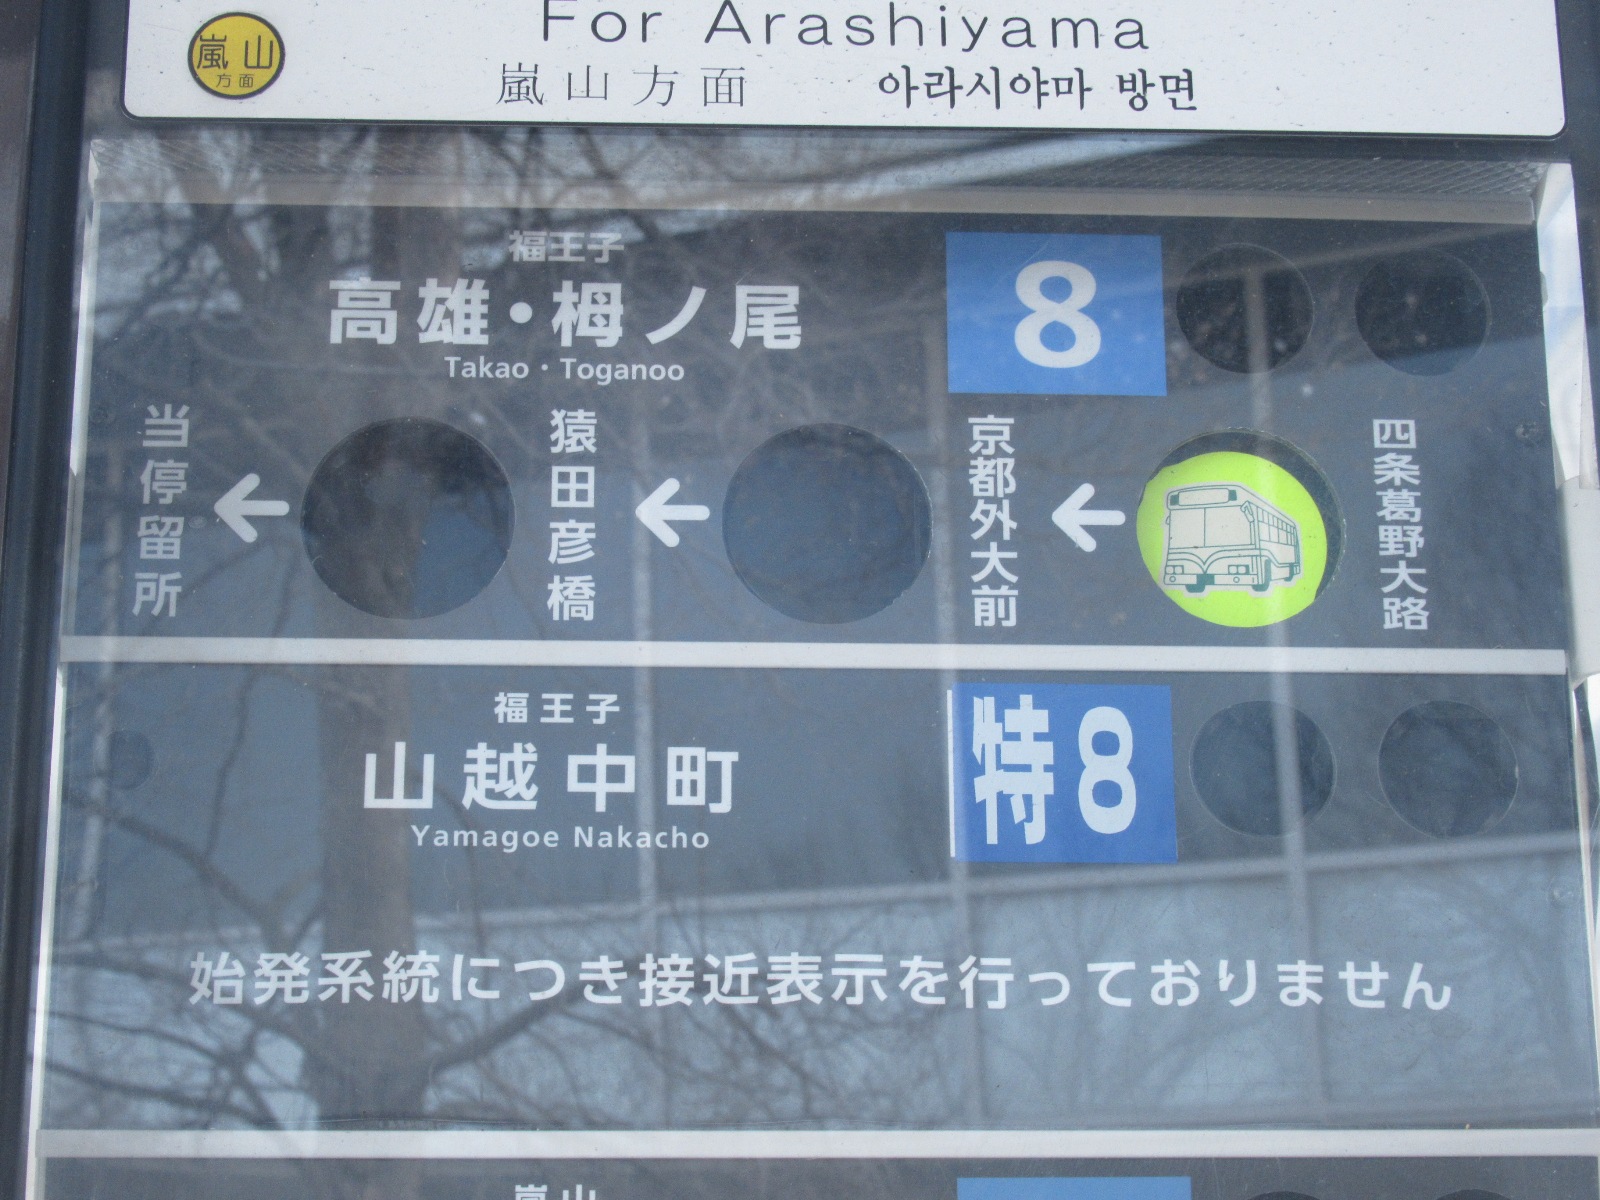 For Arashiyama
嵐山
方面
嵐山方面 아라시야마 방면
福王子
高雄・栂ノ尾
Takao・Toganoo
8
当停留所
←
猿田彦橋
←
京都外大前
←
四条葛野大路
福王子
山越中町
Yamagoe Nakacho
特8
始発系統につき接近表示を行っておりません
嵐山